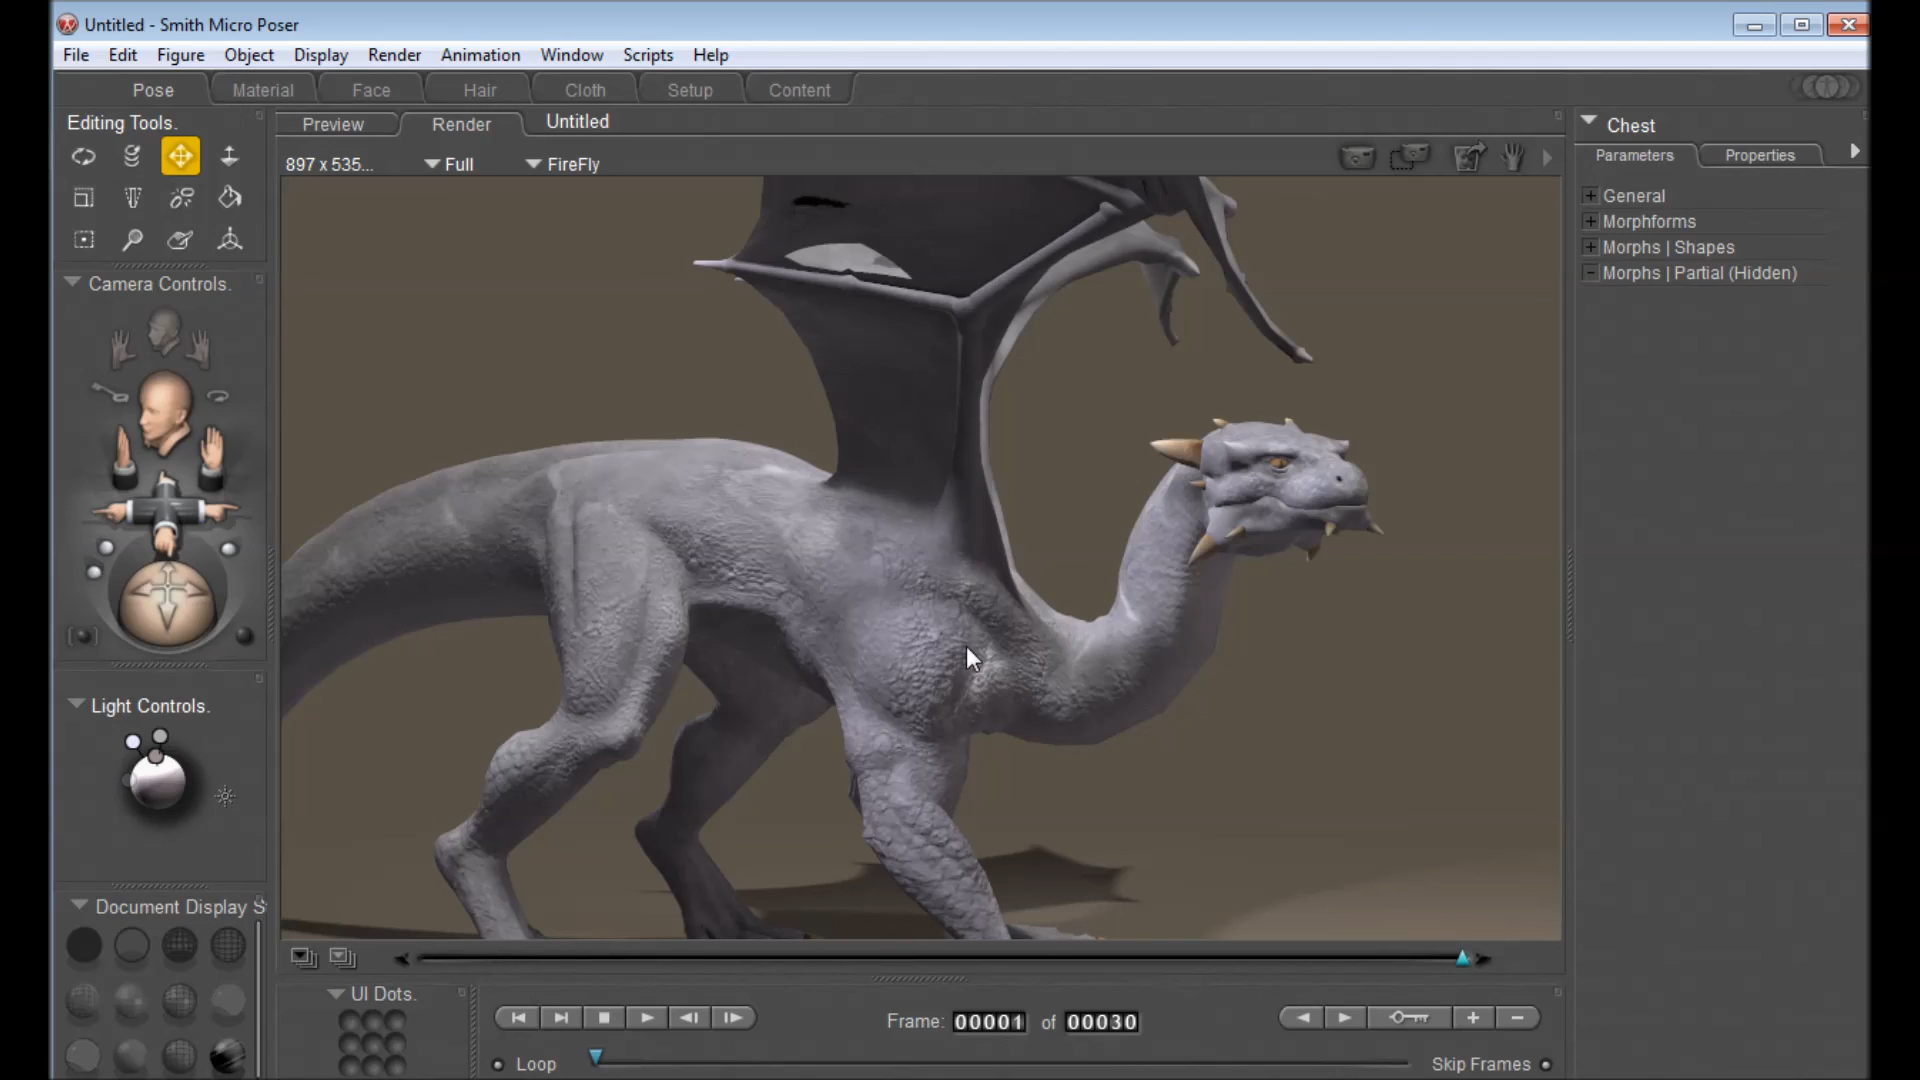 Untitled - Smith Micro Poser
File Edit Figure Object Display Render Animation Window Scripts Help
Pose Material Face Hair Cloth Setup Content
Editing Tools.
Preview Render Untitled
897 x 535... Full FireFly
Chest
Parameters Properties
General
Morphforms
Morphs | Shapes
Morphs | Partial (Hidden)
Camera Controls.
Light Controls.
Document Display S
UI Dots.
Frame: 00001 of 00030
Loop
Skip Frames